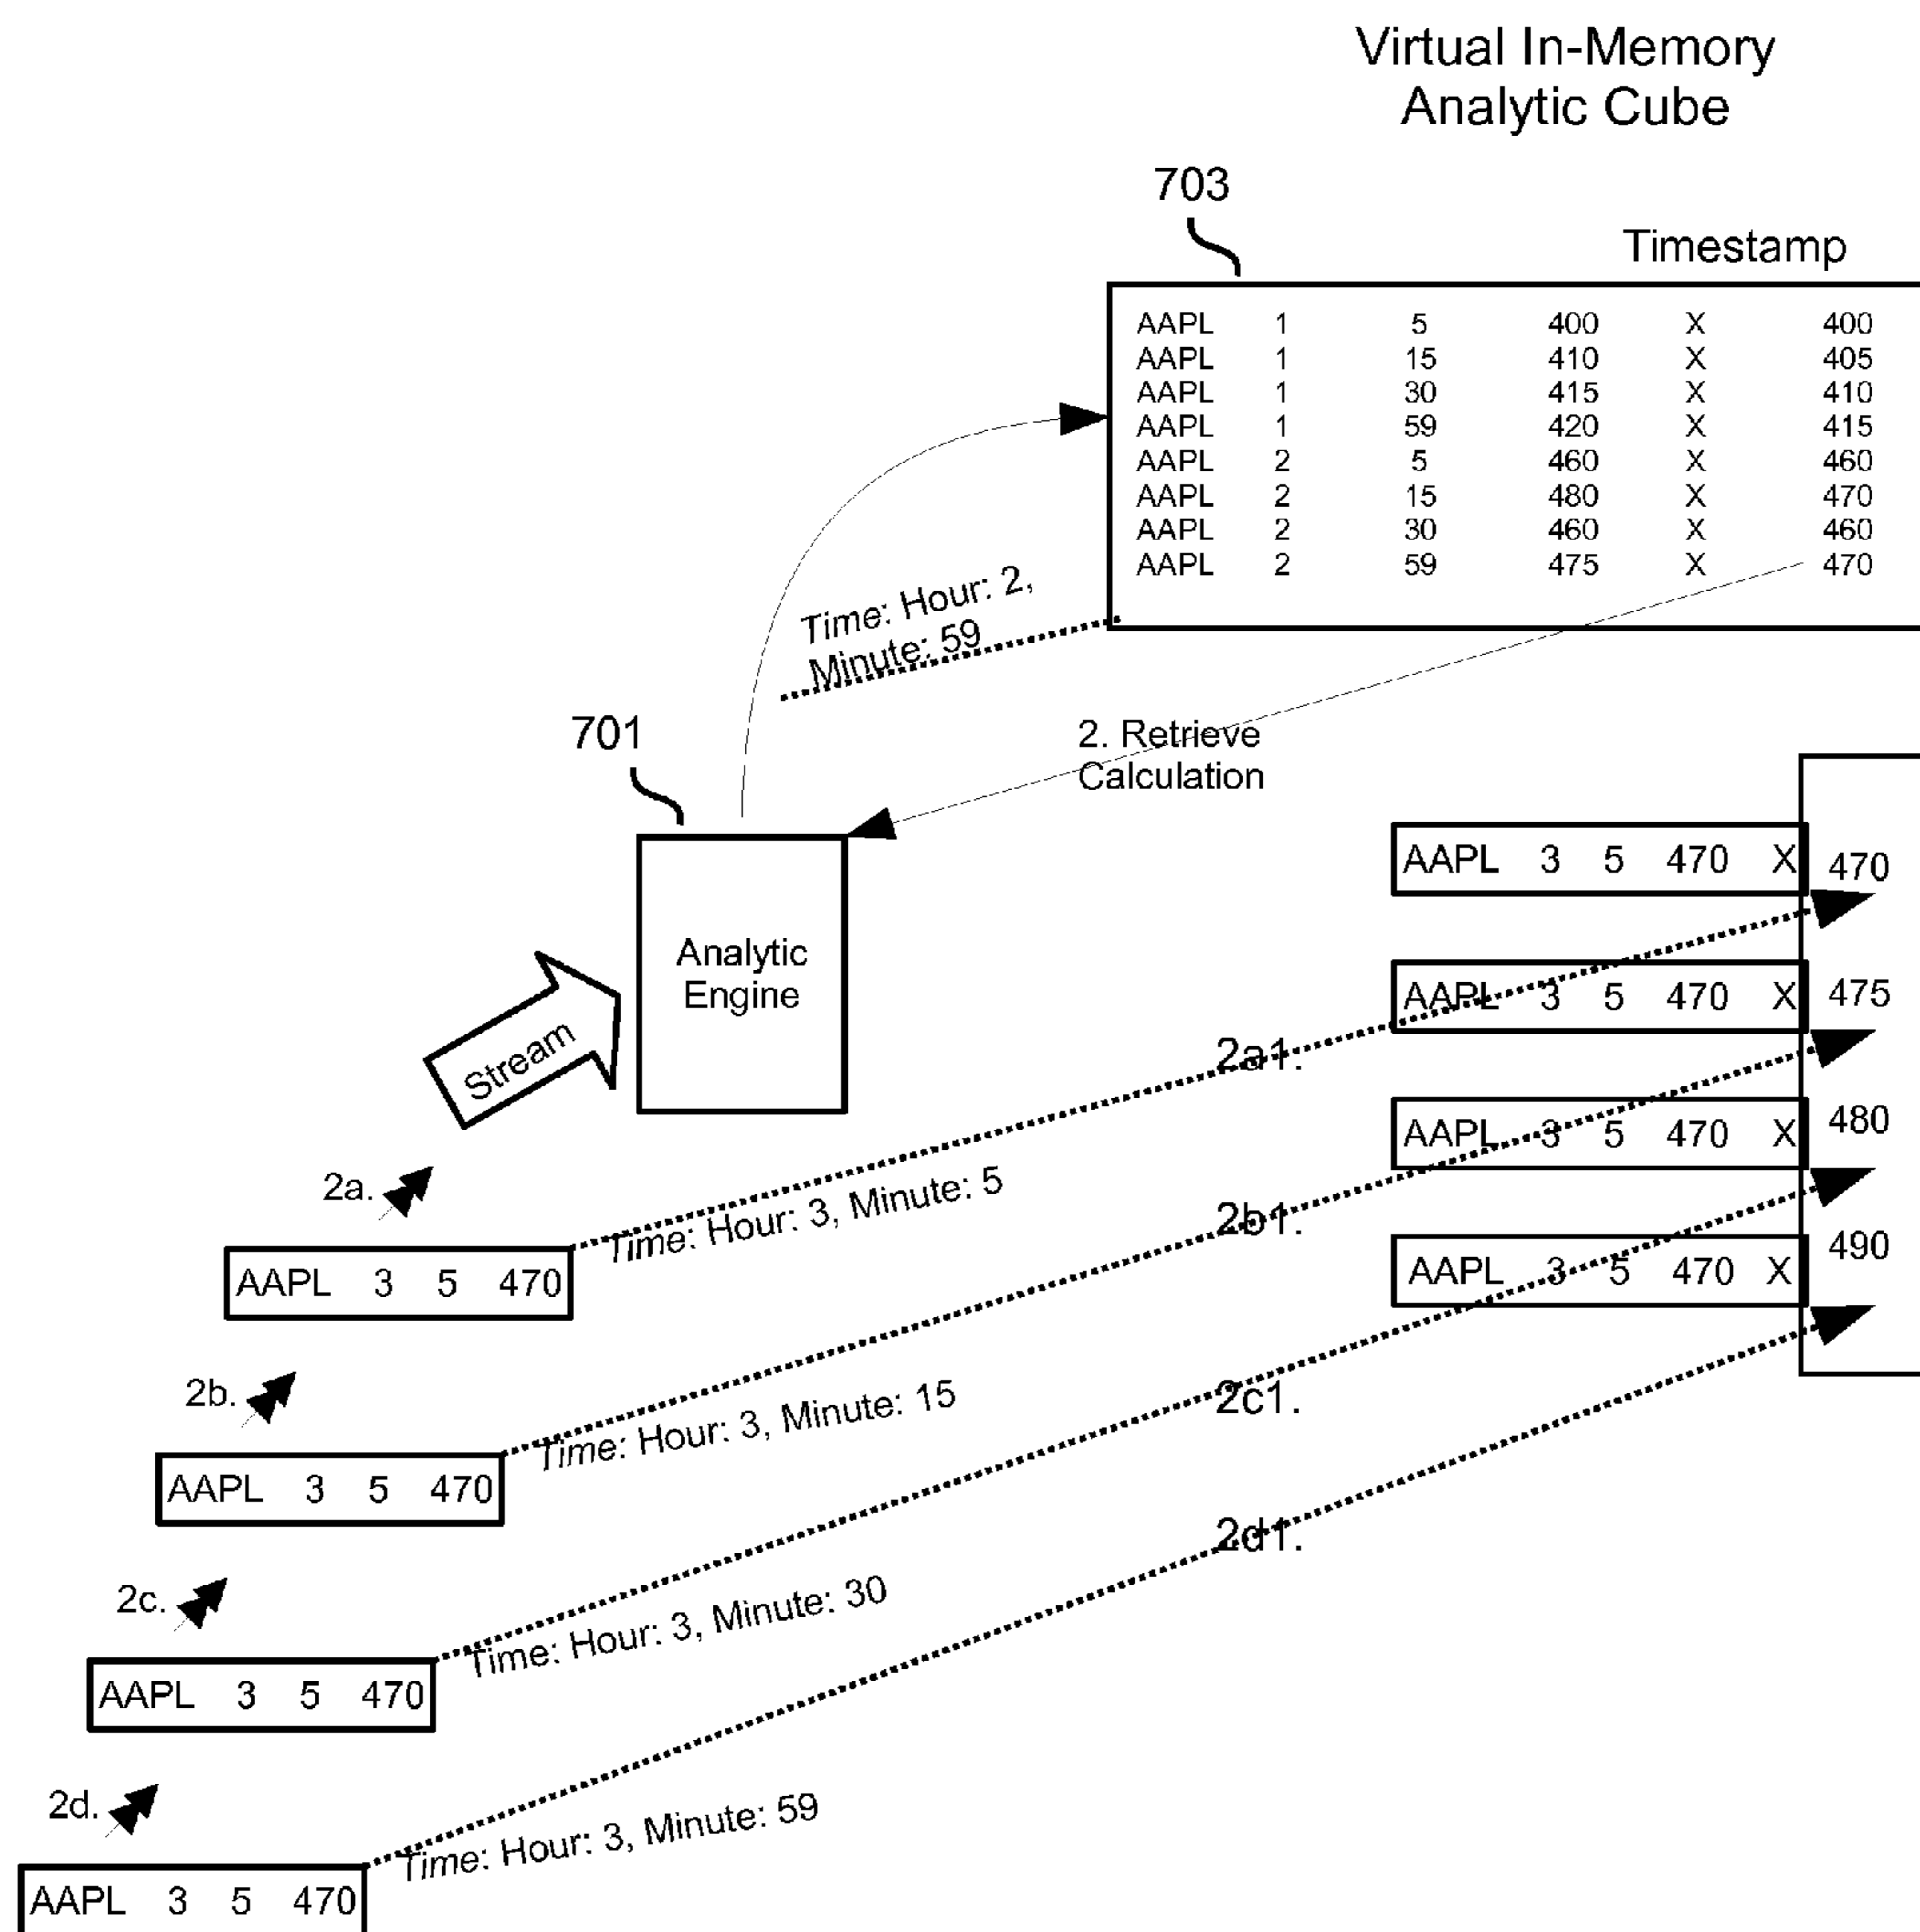 Virtual In-Memory
Analytic Cube
703
Timestamp
AAPL 1 5 400 X 400
AAPL 1 15 410 X 405
AAPL 1 30 415 X 410
AAPL 1 59 420 X 415
AAPL 2 5 460 X 460
AAPL 2 15 480 X 470
AAPL 2 30 460 X 460
AAPL 2 59 475 X 470
Time: Hour: 2,
Minute: 59
701
2. Retrieve
Calculation
AAPL 3 5 470 X 470
Analytic
Engine
AAPL 3 5 470 X 475
Stream
2a1.
AAPL 3 5 470 X 480
2a.
Time: Hour: 3, Minute: 5
2b1.
AAPL 3 5 470
AAPL 3 5 470 X 490
2b.
Time: Hour: 3, Minute: 15
2c1.
AAPL 3 5 470
2d1.
2c.
Time: Hour: 3, Minute: 30
AAPL 3 5 470
2d.
Time: Hour: 3, Minute: 59
AAPL 3 5 470